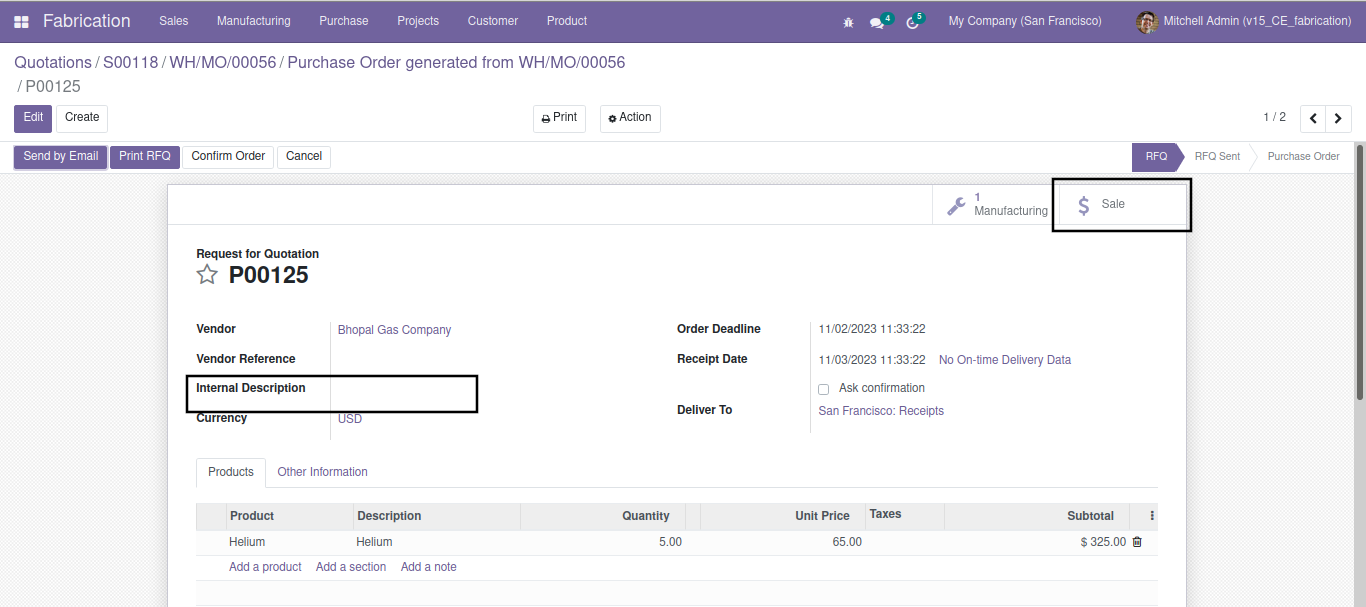 Fabrication Sales Manufacturing Purchase Projects Customer Product 4 5 My Company (San Francisco) Mitchell Admin (v15_CE_fabrication)
Quotations / S00118 / WH/MO/00056 / Purchase Order generated from WH/MO/00056
/ P00125
Edit Create Print Action 1 / 2
Send by Email Print RFQ Confirm Order Cancel RFQ RFQ Sent Purchase Order
1
Manufacturing
$ Sale
Request for Quotation
P00125
Vendor Bhopal Gas Company
Vendor Reference
Internal Description
Currency USD
Order Deadline 11/02/2023 11:33:22
Receipt Date 11/03/2023 11:33:22 No On-time Delivery Data
Ask confirmation
Deliver To San Francisco: Receipts
Products Other Information
Product Description Quantity Unit Price Taxes Subtotal
Helium Helium 5.00 65.00 $ 325.00
Add a product Add a section Add a note